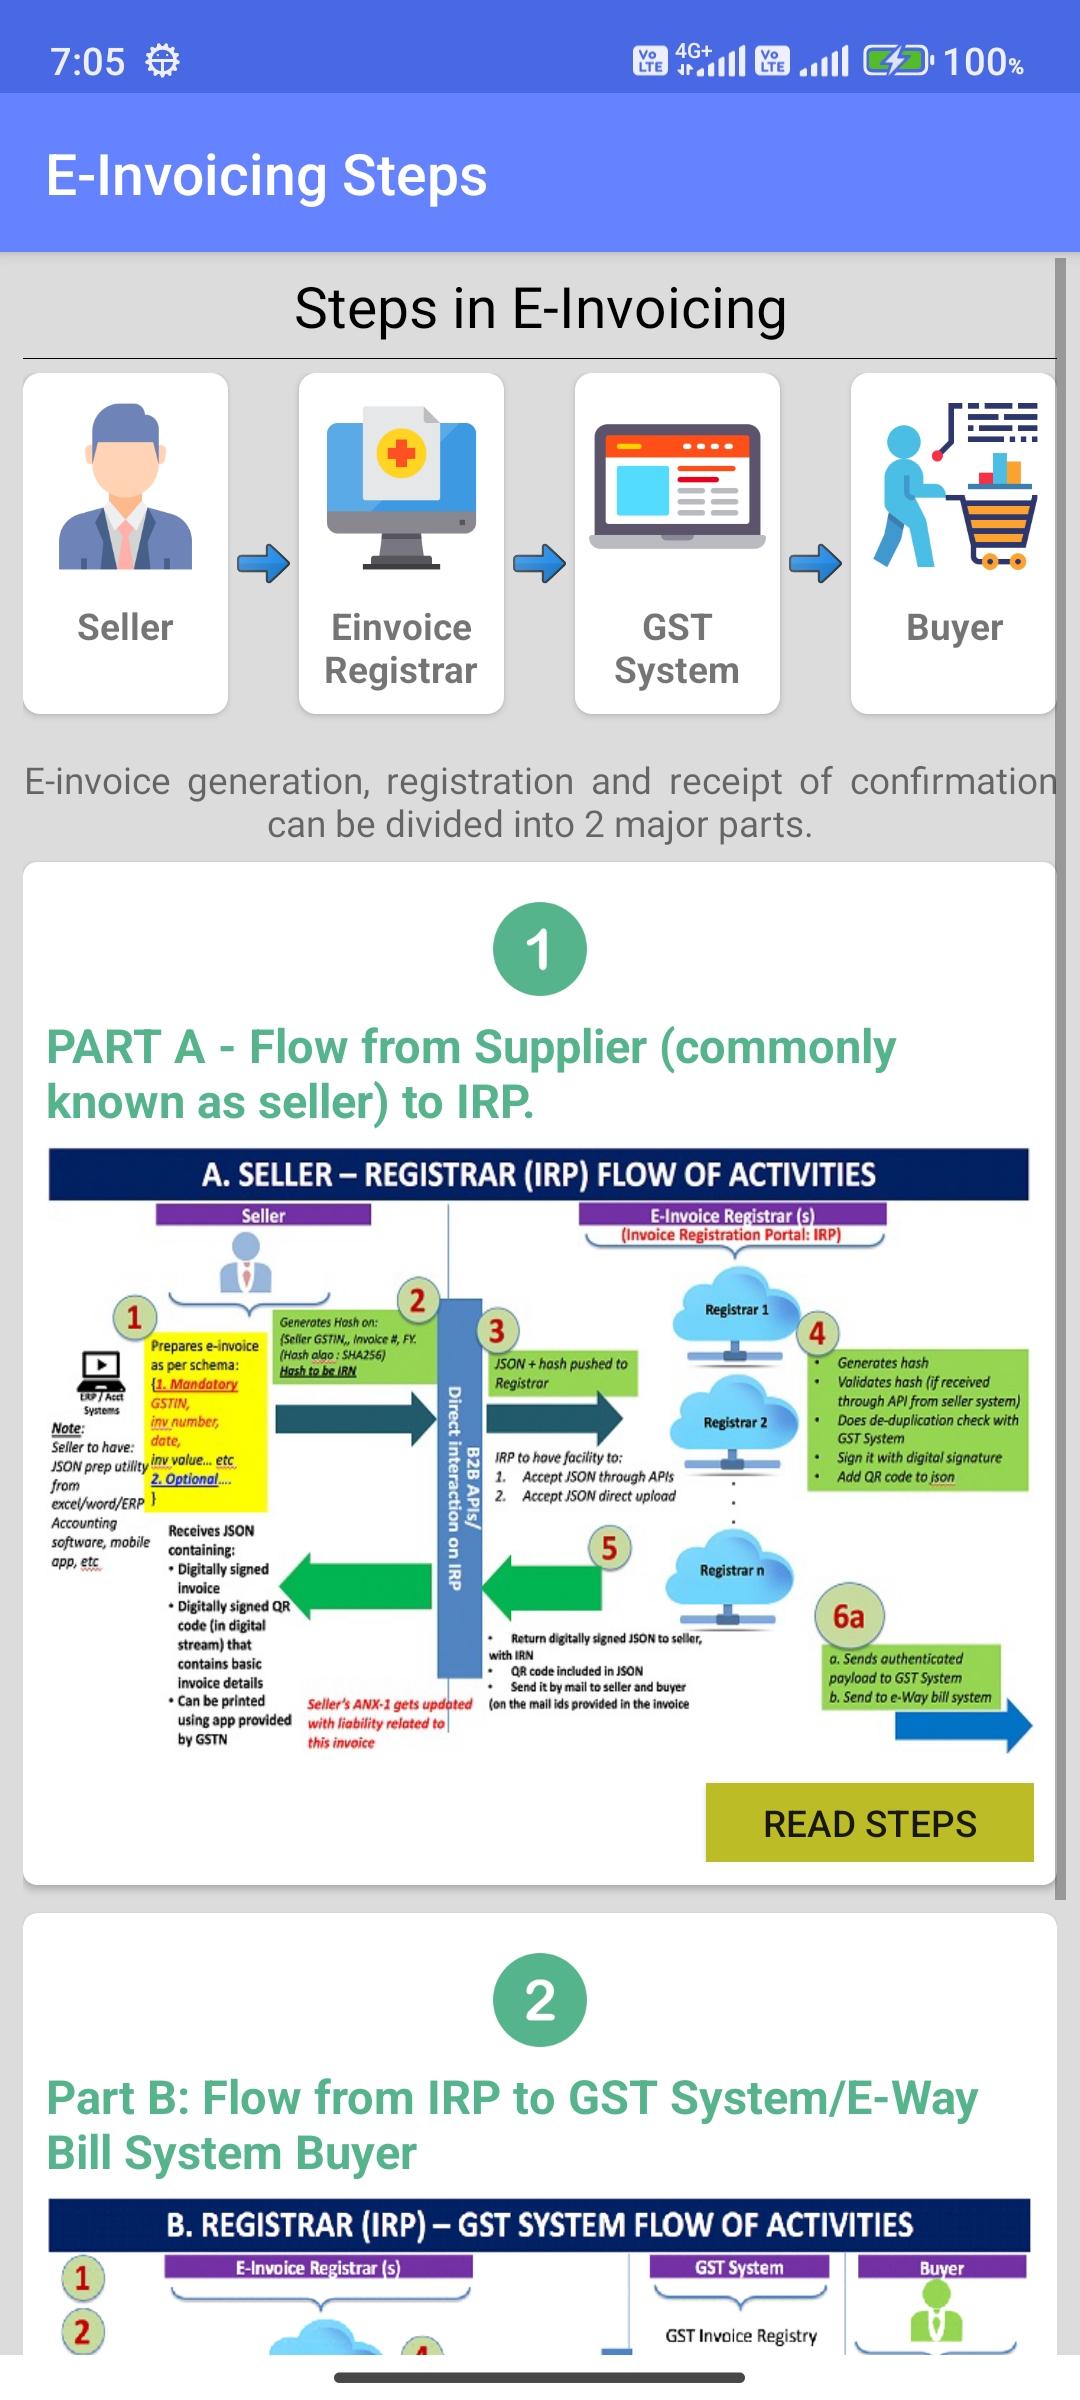 7:05
Vo LTE 4G+ Vo LTE 100%
E-Invoicing Steps
Steps in E-Invoicing
Seller
Einvoice
Registrar
GST
System
Buyer
E-invoice generation, registration and receipt of confirmation
can be divided into 2 major parts.
1
PART A - Flow from Supplier (commonly
known as seller) to IRP.
A. SELLER – REGISTRAR (IRP) FLOW OF ACTIVITIES
Seller
E-Invoice Registrar (s)
(Invoice Registration Portal: IRP)
1
ERP / Acct
Systems
Note:
Seller to have:
JSON prep utility
from
excel/word/ERP
Accounting
software, mobile
app, etc
Prepares e-invoice
as per schema:
{1. Mandatory
GSTIN,
inv number,
date,
inv value... etc
2. Optional....
}
2
Generates Hash on:
(Seller GSTIN,, Invoice #, FY.
(Hash algo : SHA256)
Hash to be IRN
B2B APIs/
Direct interaction on IRP
3
JSON + hash pushed to
Registrar
IRP to have facility to:
1. Accept JSON through APIs
2. Accept JSON direct upload
Registrar 1
Registrar 2
Registrar n
4
• Generates hash
• Validates hash (if received
through API from seller system)
• Does de-duplication check with
GST System
• Sign it with digital signature
• Add QR code to json
5
• Return digitally signed JSON to seller,
with IRN
• QR code included in JSON
• Send it by mail to seller and buyer
(on the mail ids provided in the invoice
Receives JSON
containing:
• Digitally signed
invoice
• Digitally signed QR
code (in digital
stream) that
contains basic
invoice details
• Can be printed
using app provided
by GSTN
Seller's ANX-1 gets updated
with liability related to
this invoice
6a
a. Sends authenticated
payload to GST System
b. Send to e-Way bill system
READ STEPS
2
Part B: Flow from IRP to GST System/E-Way
Bill System Buyer
B. REGISTRAR (IRP) – GST SYSTEM FLOW OF ACTIVITIES
1
E-Invoice Registrar (s)
GST System
Buyer
2
GST Invoice Registry